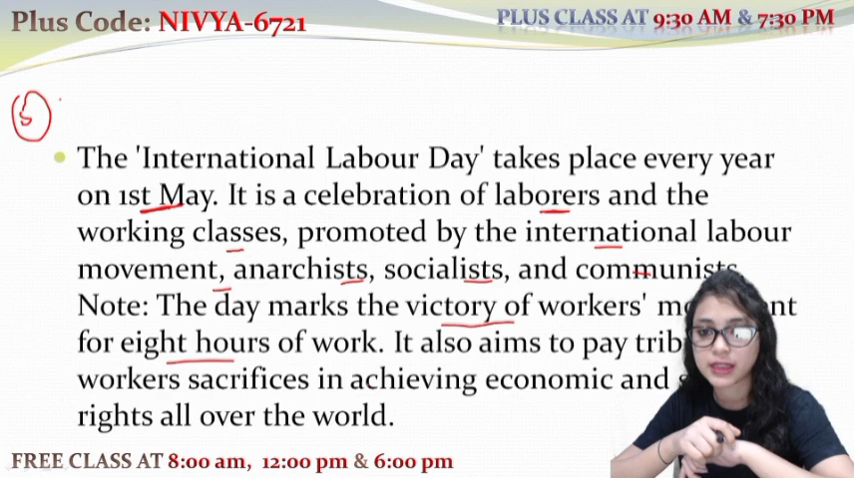 Plus Code: NIVYA-6721
PLUS CLASS AT 9:30 AM & 7:30 PM
5
The 'International Labour Day' takes place every year
on 1st May. It is a celebration of laborers and the
working classes, promoted by the international labour
movement, anarchists, socialists, and communists.
Note: The day marks the victory of workers'
for eight hours of work. It also aims to pay
workers sacrifices in achieving economic and
rights all over the world.
FREE CLASS AT 8:00 am, 12:00 pm & 6:00 pm